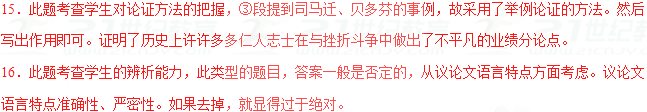 15．此题考查学生对论证方法的把握，③段提到司马迁、贝多芬的事例，故采用了举例论证的方法。然后
写出作用即可。证明了历史上许许多多仁人志士在与挫折斗争中做出了不平凡的业绩分论点。
16．此题考查学生的辨析能力，此类型的题目，答案一般是否定的，从议论文语言特点方面考虑。议论文
语言特点准确性、严密性。如果去掉，就显得过于绝对。